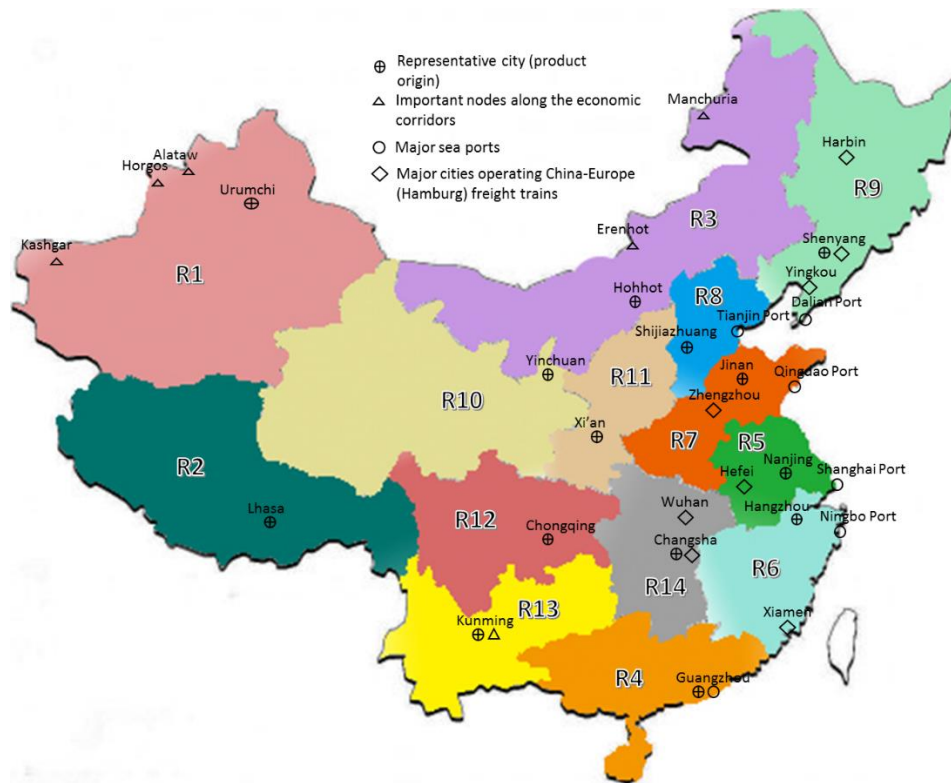 Representative city (product
origin)
Important nodes along the economic
corridors
Major sea ports
Major cities operating China-Europe
(Hamburg) freight trains
Manchuria
Harbin
Alataw
Horgos
Urumchi
R9
R3
Erenhot
Kashgar
Shenyang
R1
Yingkou
Hohhot
R8
Dalian Port
Tianjin Port
Shijiazhuang
Yinchuan
R11
Jinan
Qingdao Port
R10
Zhengzhou
Xi'an
R7
R5
R2
Hefei
Nanjing
Shanghai Port
Lhasa
Wuhan
Hangzhou
Ningbo Port
R12
Chongqing
Changsha
R6
R14
R13
Xiamen
Kunming
R4
Guangzhou